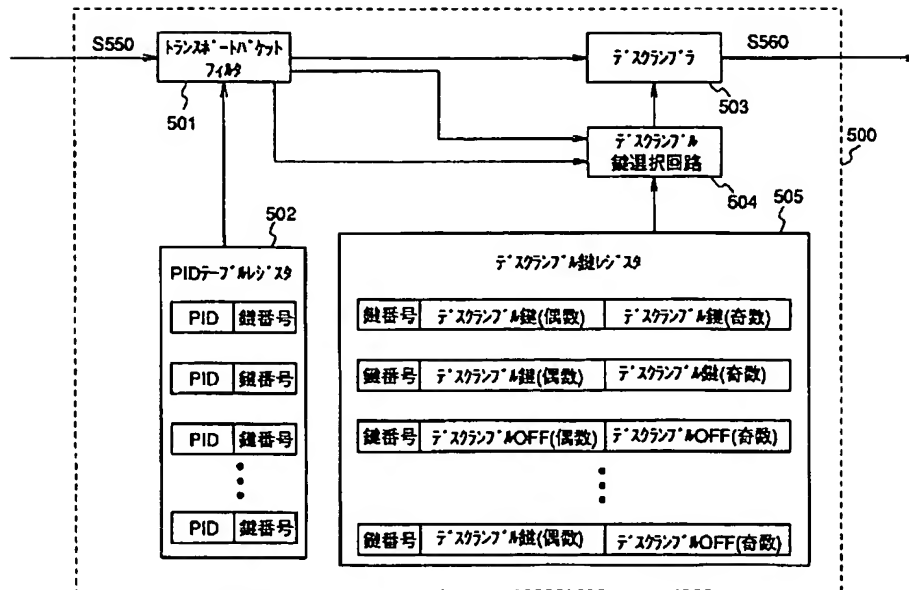 S550
トランスポートパケット
フィルタ
501
デスクランブラ
S560
503
500
デスクランブル
鍵選択回路
504
502
505
PIDテーブルレジスタ
PID 鍵番号
PID 鍵番号
PID 鍵番号
PID 鍵番号
デスクランブル鍵レジスタ
鍵番号 デスクランブル鍵(偶数) デスクランブル鍵(奇数)
鍵番号 デスクランブル鍵(偶数) デスクランブル鍵(奇数)
鍵番号 デスクランブルOFF(偶数) デスクランブルOFF(奇数)
鍵番号 デスクランブル鍵(偶数) デスクランブルOFF(奇数)